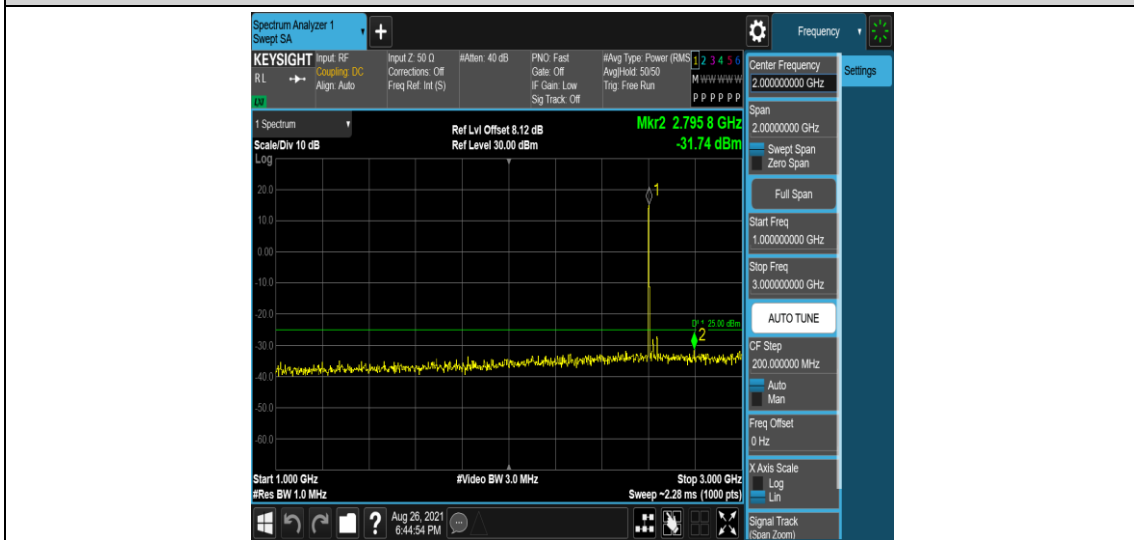 Spectrum Analyzer 1
Swept SA
Frequency
KEYSIGHT
RL
LXI
Input: RF
Coupling: DC
Align: Auto
Input Z: 50 Ω
Corrections: Off
Freq Ref: Int (S)
#Atten: 40 dB
PNO: Fast
Gate: Off
IF Gain: Low
Sig Track: Off
#Avg Type: Power (RMS
Avg|Hold: 50/50
Trig: Free Run
1 2 3 4 5 6
M W W W W W
P P P P P P
1 Spectrum
Scale/Div 10 dB
Log
Ref Lvl Offset 8.12 dB
Ref Level 30.00 dBm
Mkr2 2.795 8 GHz
-31.74 dBm
20.0
10.0
0.00
-10.0
-20.0
-30.0
-40.0
-50.0
-60.0
1
2
Start 1.000 GHz
#Res BW 1.0 MHz
#Video BW 3.0 MHz
Stop 3.000 GHz
Sweep ~2.28 ms (1000 pts)
Aug 26, 2021
6:44:54 PM
?
Center Frequency
2.000000000 GHz
Settings
Span
2.00000000 GHz
Swept Span
Zero Span
Full Span
Start Freq
1.000000000 GHz
Stop Freq
3.000000000 GHz
AUTO TUNE
CF Step
200.000000 MHz
Auto
Man
Freq Offset
0 Hz
X Axis Scale
Log
Lin
Signal Track
(Span Zoom)